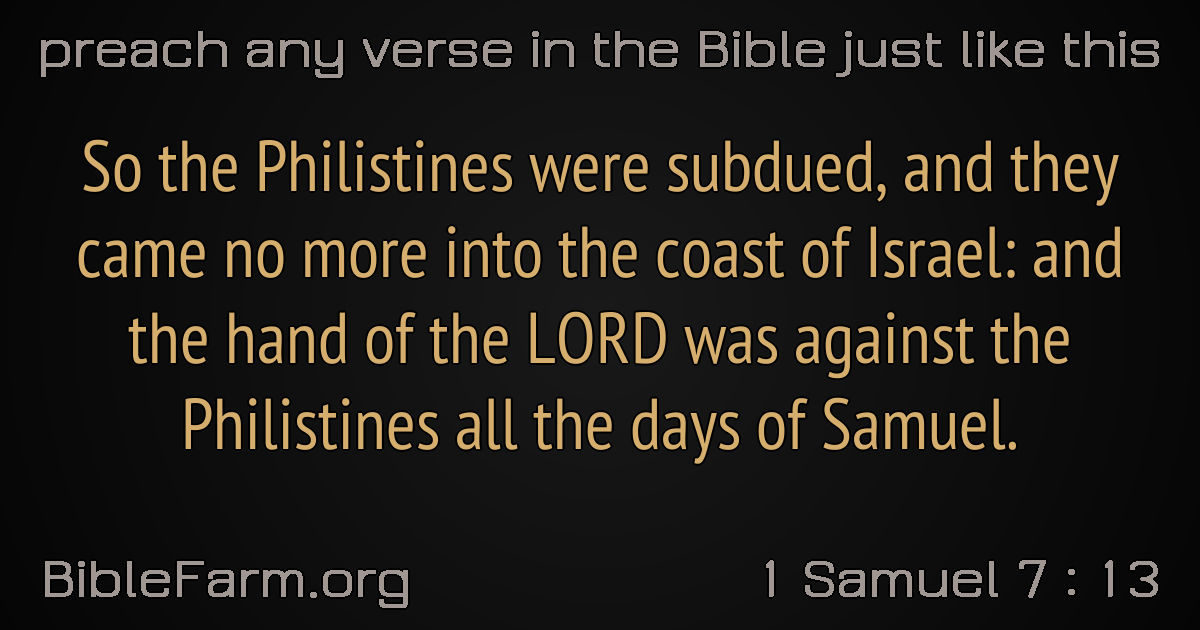 preach any verse in the Bible just like this
So the Philistines were subdued, and they
came no more into the coast of Israel: and
the hand of the LORD was against the
Philistines all the days of Samuel.
BibleFarm.org
1 Samuel 7 : 13